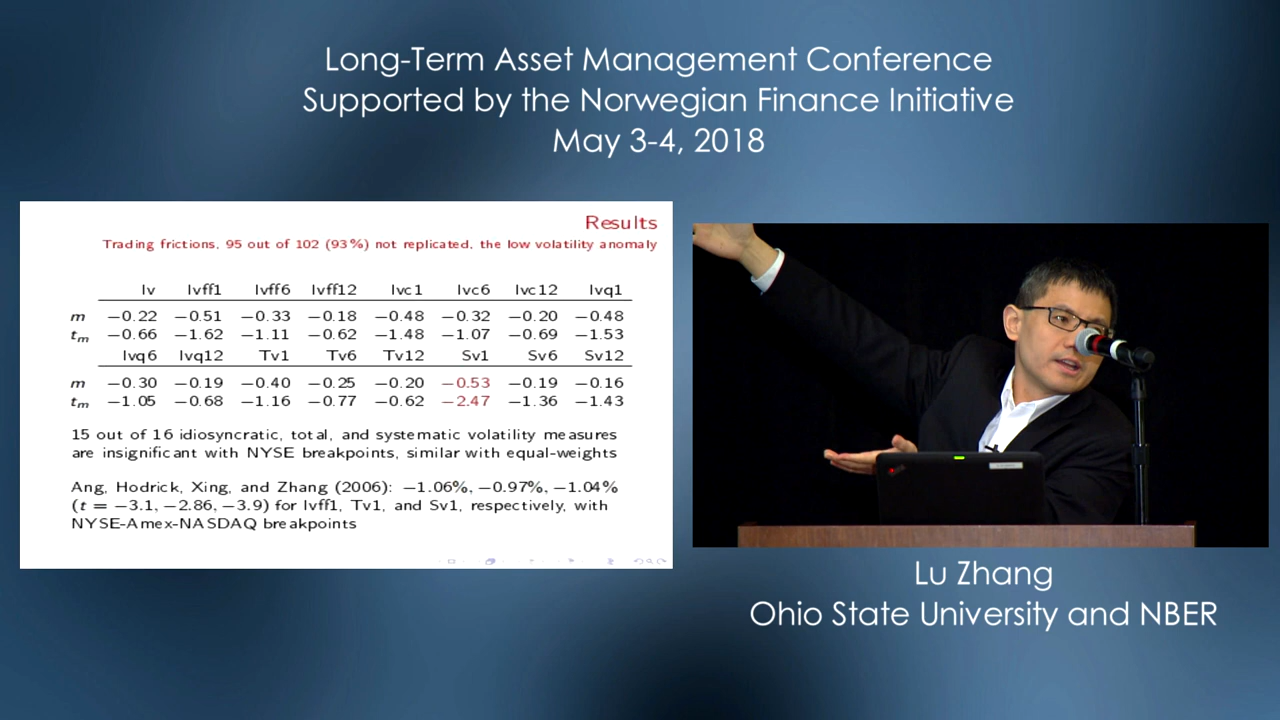 Long-Term Asset Management Conference
Supported by the Norwegian Finance Initiative
May 3-4, 2018
Results
Trading frictions, 95 out of 102 (93%) not replicated, the low volatility anomaly
Iv Ivff1 Ivff6 Ivff12 Ivc1 Ivc6 Ivc12 Ivq1
m −0.22 −0.51 −0.33 −0.18 −0.48 −0.32 −0.20 −0.48
tm −0.66 −1.62 −1.11 −0.62 −1.48 −1.07 −0.69 −1.53
Ivq6 Ivq12 Tv1 Tv6 Tv12 Sv1 Sv6 Sv12
m −0.30 −0.19 −0.40 −0.25 −0.20 −0.53 −0.19 −0.16
tm −1.05 −0.68 −1.16 −0.77 −0.62 −2.47 −1.36 −1.43
15 out of 16 idiosyncratic, total, and systematic volatility measures
are insignificant with NYSE breakpoints, similar with equal-weights
Ang, Hodrick, Xing, and Zhang (2006): −1.06%, −0.97%, −1.04%
(t = −3.1, −2.86, −3.9) for Ivff1, Tv1, and Sv1, respectively, with
NYSE-Amex-NASDAQ breakpoints
Lu Zhang
Ohio State University and NBER